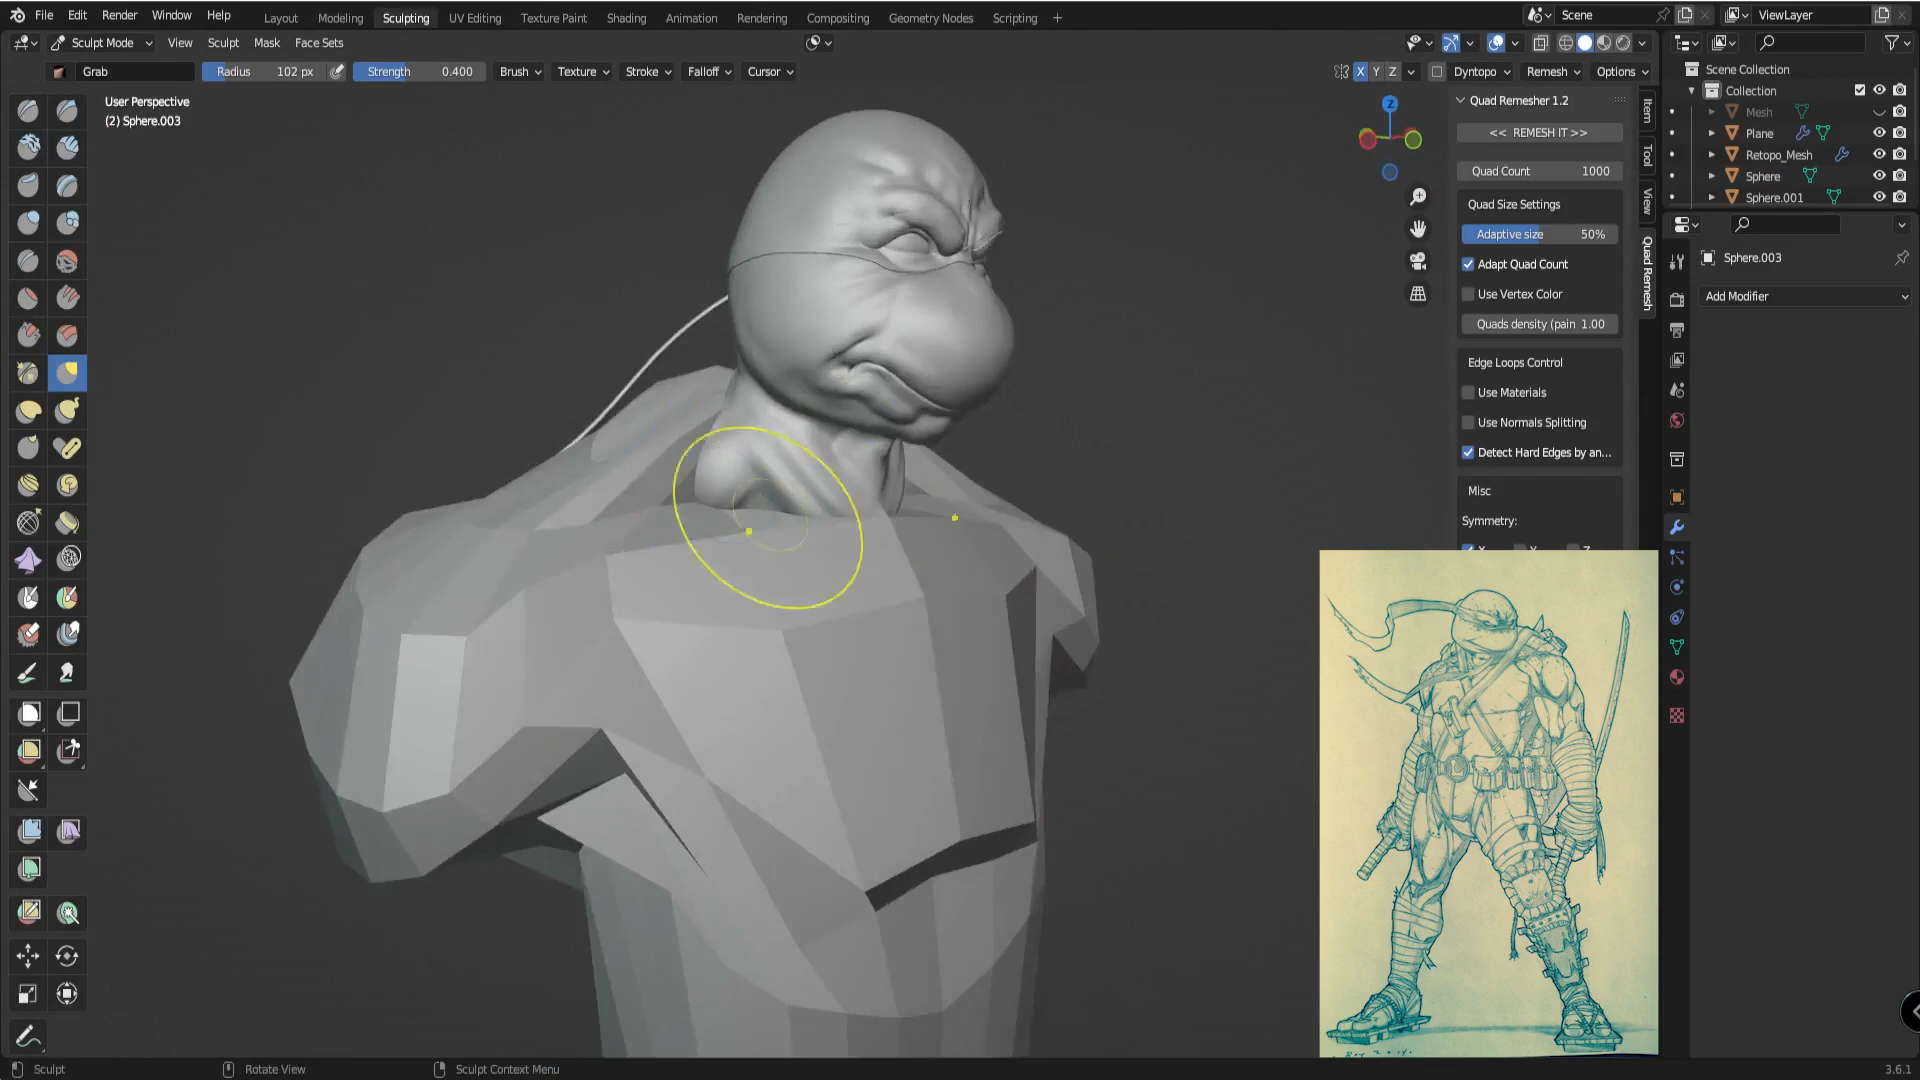 File Edit Render Window Help
Layout Modeling Sculpting UV Editing Texture Paint Shading Animation Rendering Compositing Geometry Nodes Scripting +
Scene
ViewLayer
Sculpt Mode View Sculpt Mask Face Sets
Grab Radius 102 px Strength 0.400 Brush Texture Stroke Falloff Cursor
X Y Z Dyntopo Remesh Options
User Perspective
(2) Sphere.003
Z
Quad Remesher 1.2
<< REMESH IT >>
Quad Count 1000
Quad Size Settings
Adaptive size 50%
Adapt Quad Count
Use Vertex Color
Quads density (pain 1.00
Edge Loops Control
Use Materials
Use Normals Splitting
Detect Hard Edges by an...
Misc
Symmetry:
X Y Z
Item
Tool
View
Quad Remesh
Scene Collection
Collection
Mesh
Plane
Retopo_Mesh
Sphere
Sphere.001
Sphere.003
Add Modifier
Sculpt Rotate View Sculpt Context Menu
3.6.1